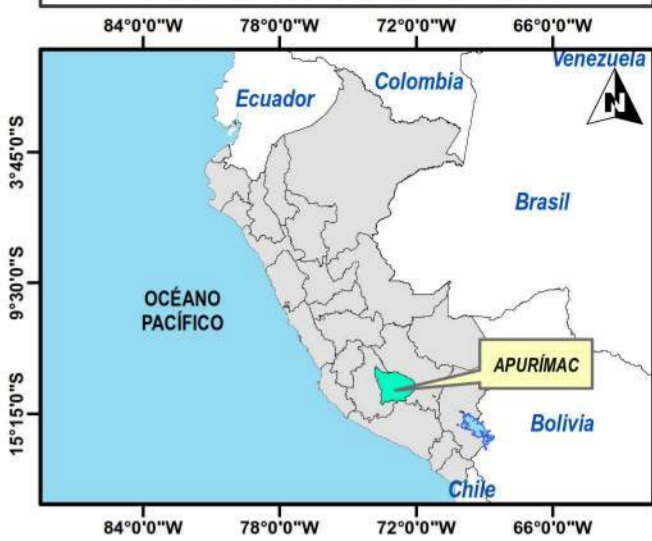 84°0'0"W 78°0'0"W 72°0'0"W 66°0'0"W
Venezuela
Colombia
Ecuador
N
3°45'0"S
Brasil
9°30'0"S
OCÉANO
PACÍFICO
APURÍMAC
15°15'0"S
Bolivia
Chile
84°0'0"W 78°0'0"W 72°0'0"W 66°0'0"W